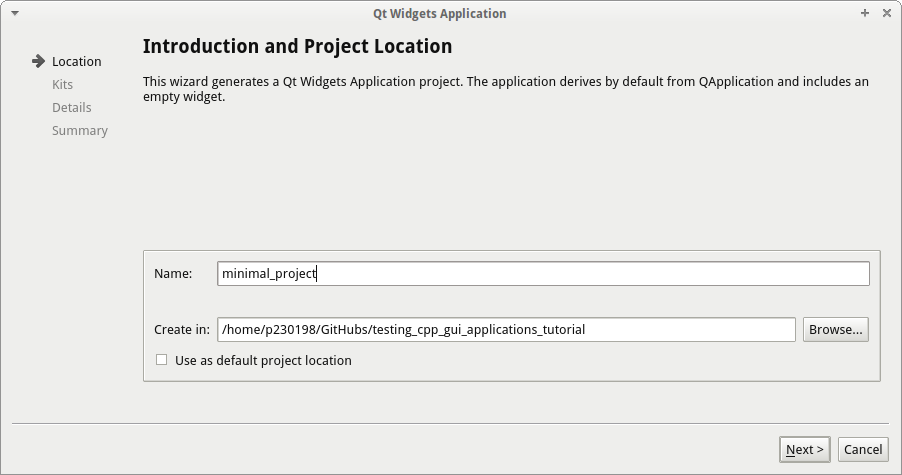 Qt Widgets Application
Location
Kits
Details
Summary
Introduction and Project Location
This wizard generates a Qt Widgets Application project. The application derives by default from QApplication and includes an
empty widget.
Name:
minimal_project
Create in:
/home/p230198/GitHubs/testing_cpp_gui_applications_tutorial
Browse...
Use as default project location
Next >
Cancel